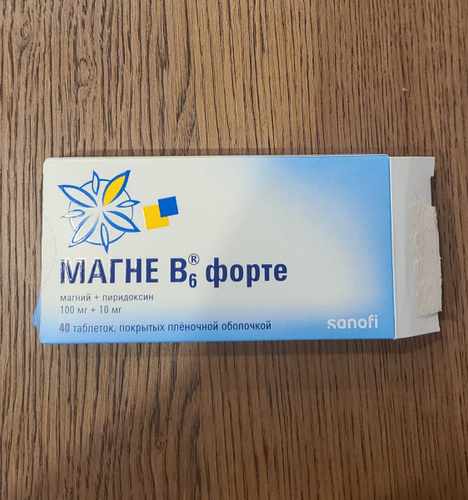 МАГНЕ B6® форте
магний + пиридоксин
100 мг + 10 мг
40 таблеток, покрытых плёночной оболочкой
sanofi